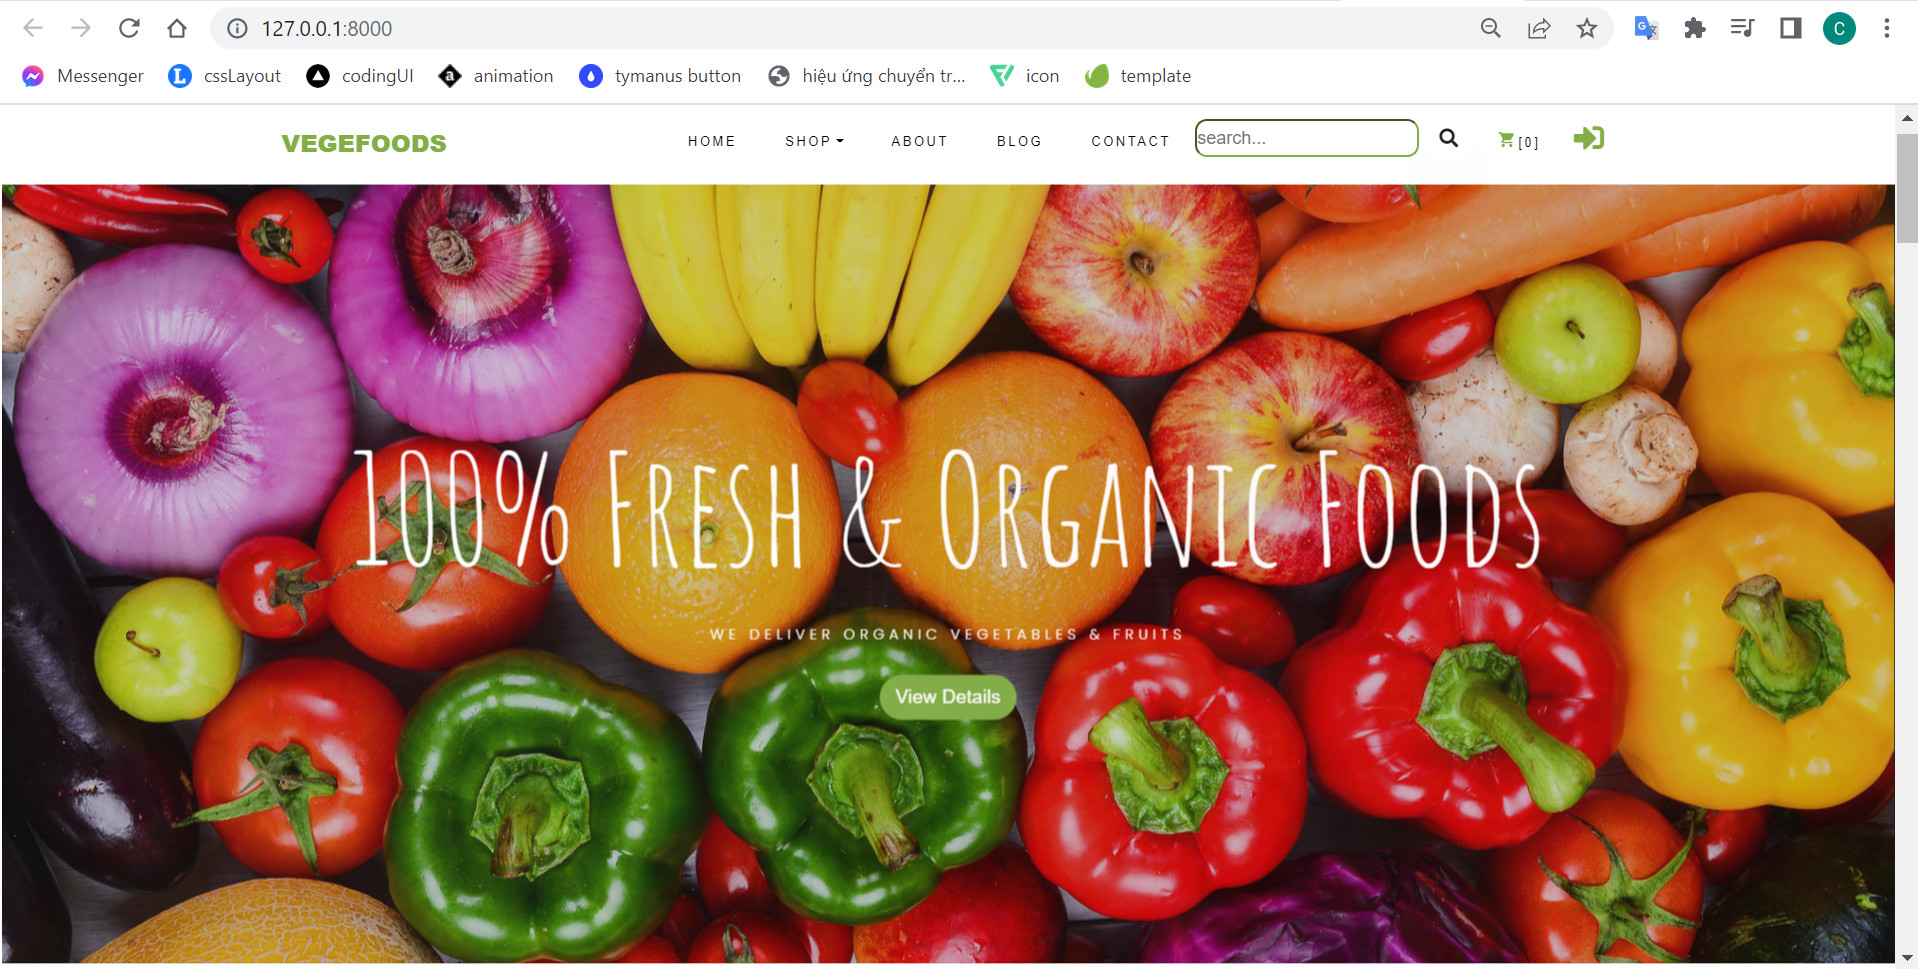 127.0.0.1:8000
Messenger cssLayout codingUI animation tymanus button hiệu ứng chuyển tr... icon template
VEGEFOODS HOME SHOP ABOUT BLOG CONTACT search... [0]
100% FRESH & ORGANIC FOODS
WE DELIVER ORGANIC VEGETABLES & FRUITS
View Details